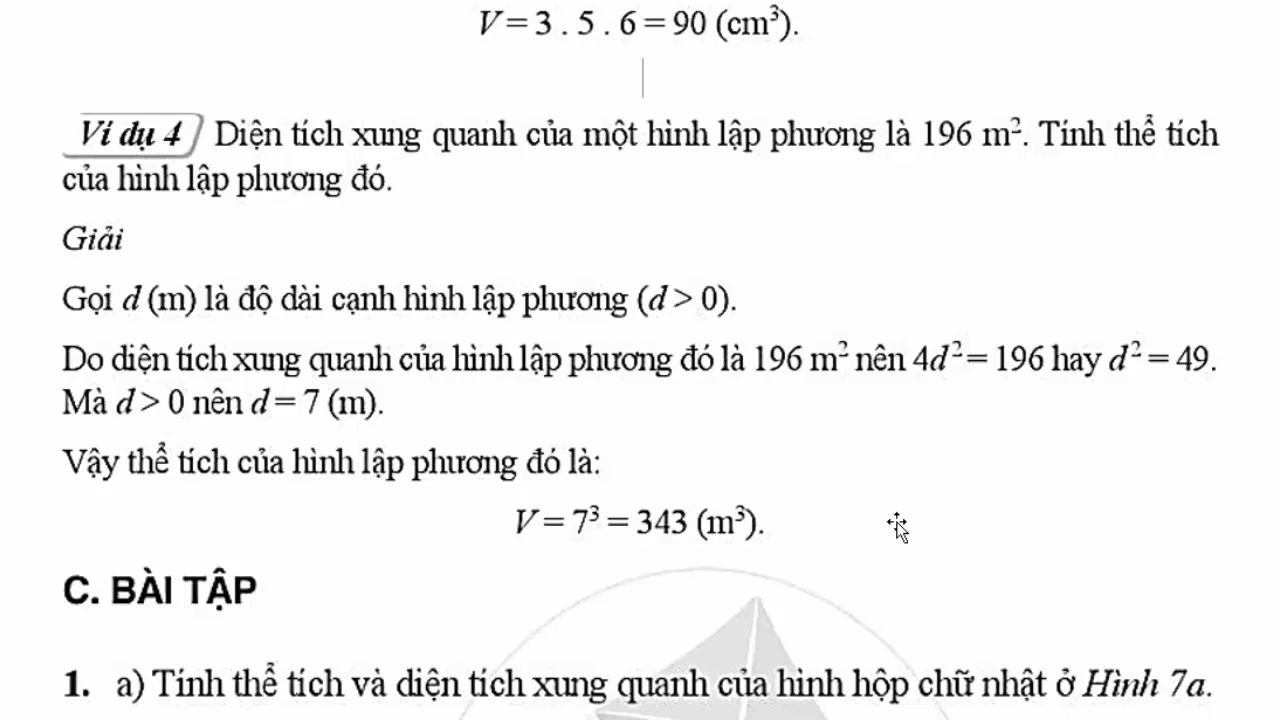 V = 3 . 5 . 6 = 90 (cm³).
Ví dụ 4 Diện tích xung quanh của một hình lập phương là 196 m². Tính thể tích
của hình lập phương đó.
Giải
Gọi d (m) là độ dài cạnh hình lập phương (d > 0).
Do diện tích xung quanh của hình lập phương đó là 196 m² nên 4d² = 196 hay d² = 49.
Mà d > 0 nên d = 7 (m).
Vậy thể tích của hình lập phương đó là:
V = 7³ = 343 (m³).
C. BÀI TẬP
1. a) Tính thể tích và diện tích xung quanh của hình hộp chữ nhật ở Hình 7a.